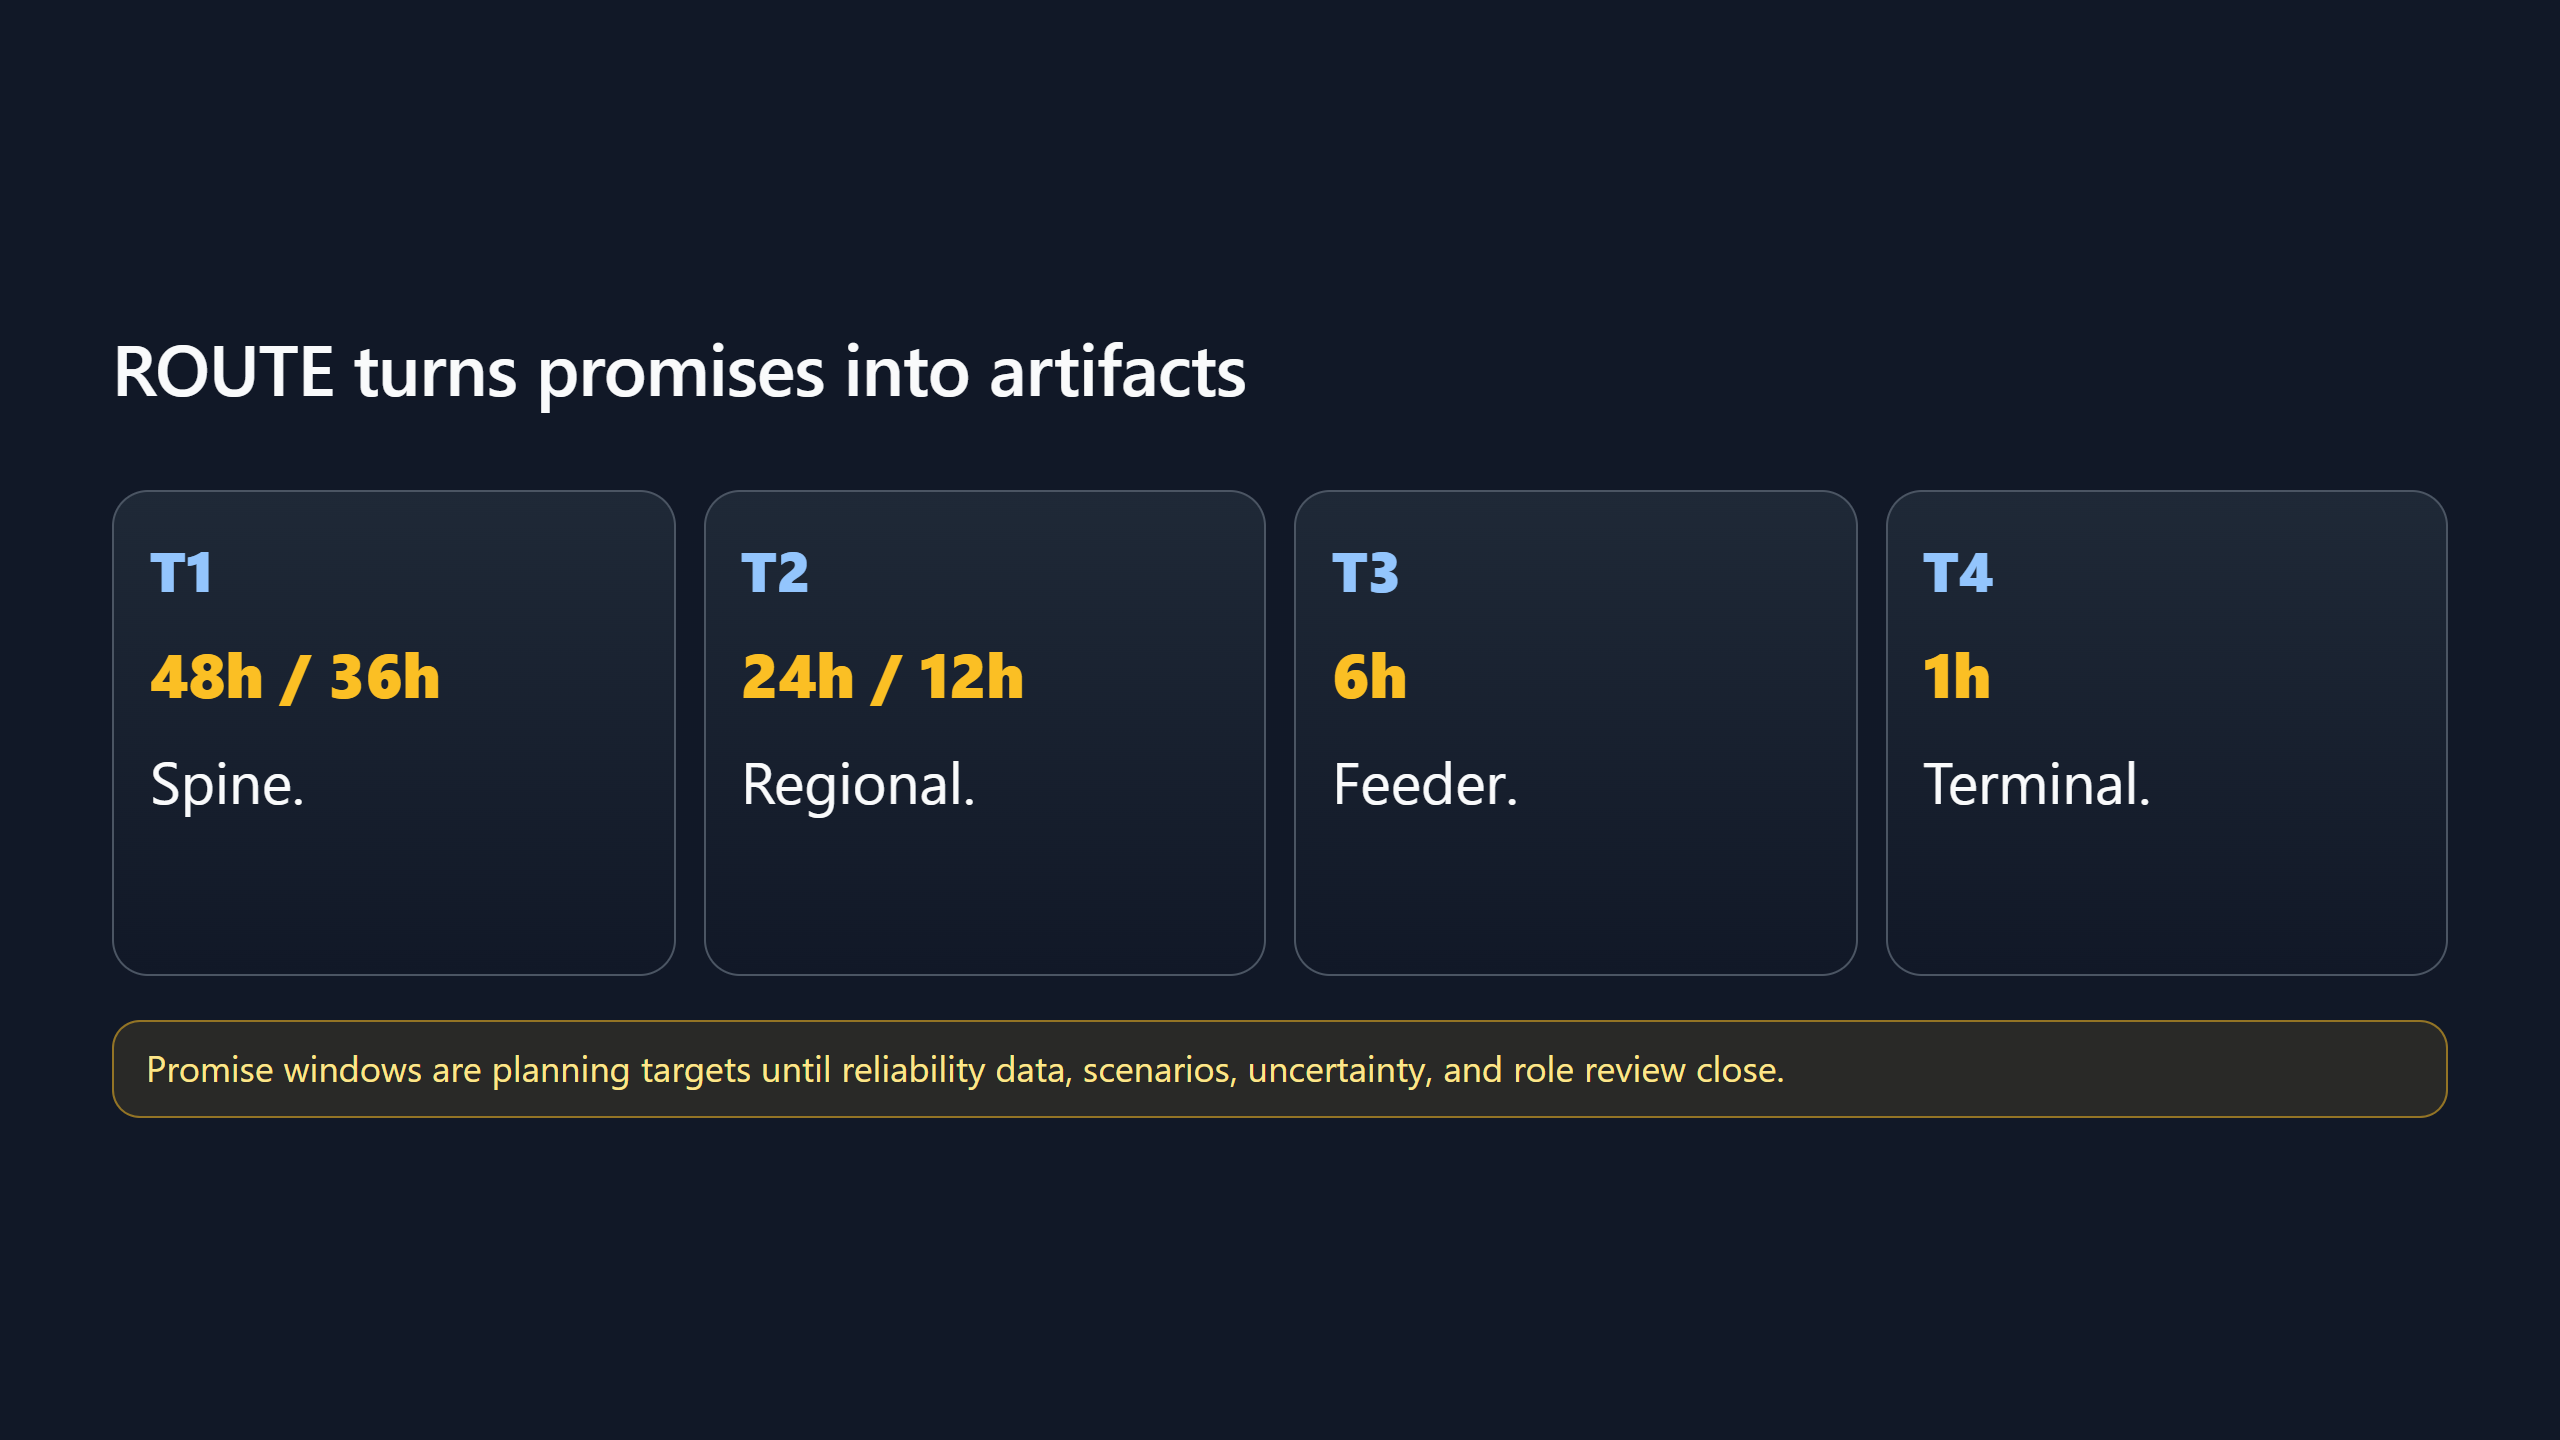 ROUTE turns promises into artifacts
T1
48h / 36h
Spine.
T2
24h / 12h
Regional.
T3
6h
Feeder.
T4
1h
Terminal.
Promise windows are planning targets until reliability data, scenarios, uncertainty, and role review close.